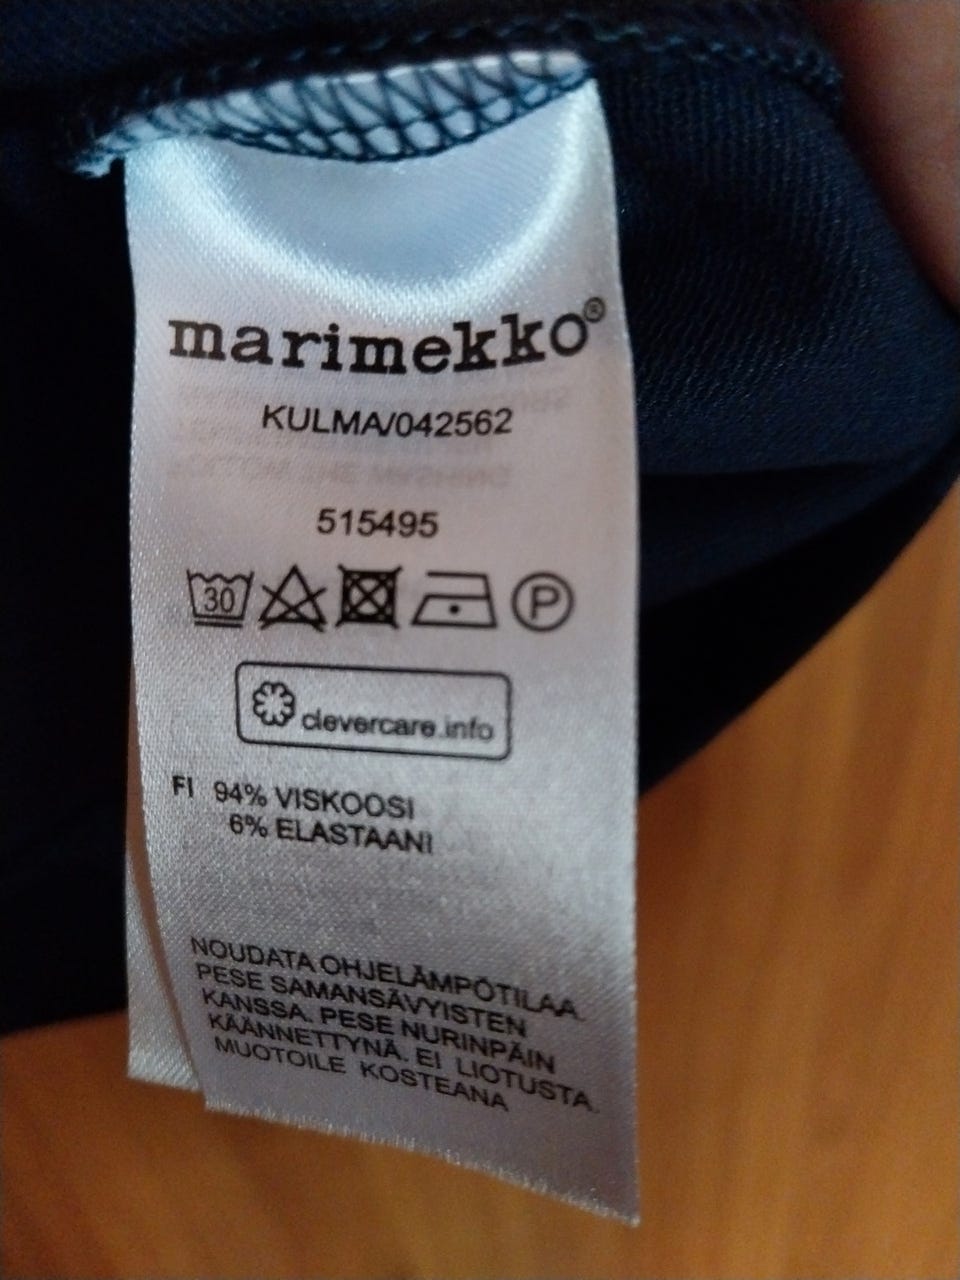 marimekko®
KULMA/042562
515495
30 P
clevercare.info
FI 94% VISKOOSI
6% ELASTAANI
NOUDATA OHJELÄMPÖTILAA.
PESE SAMANSÄVYISTEN
KANSSA. PESE NURINPÄIN
KÄÄNNETTYNÄ. EI LIOTUSTA.
MUOTOILE KOSTEANA